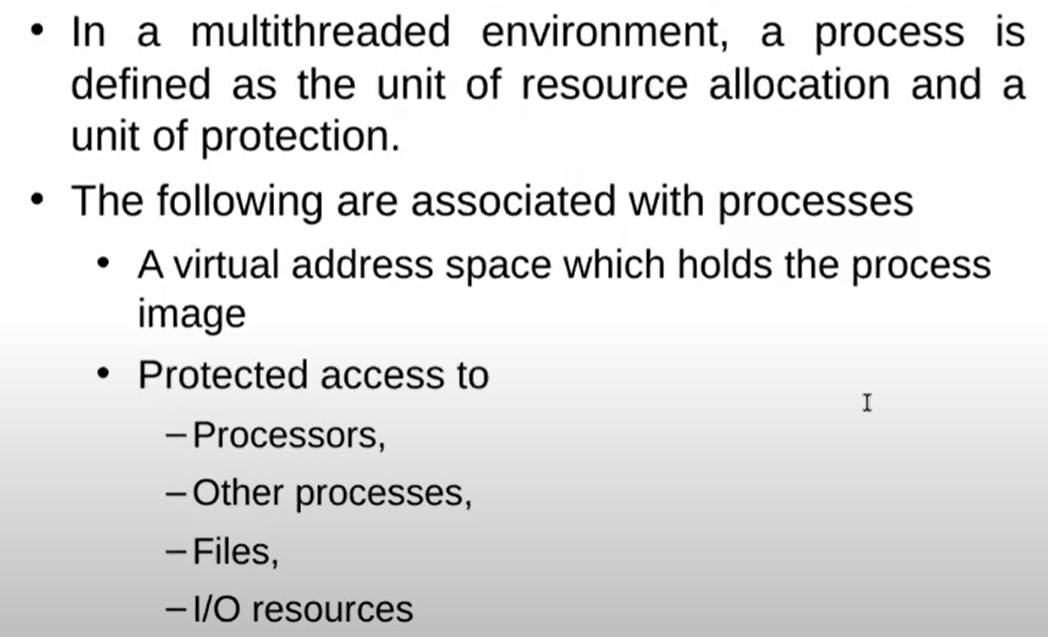 • In a multithreaded environment, a process is
defined as the unit of resource allocation and a
unit of protection.
• The following are associated with processes
• A virtual address space which holds the process
image
• Protected access to
– Processors,
– Other processes,
– Files,
– I/O resources